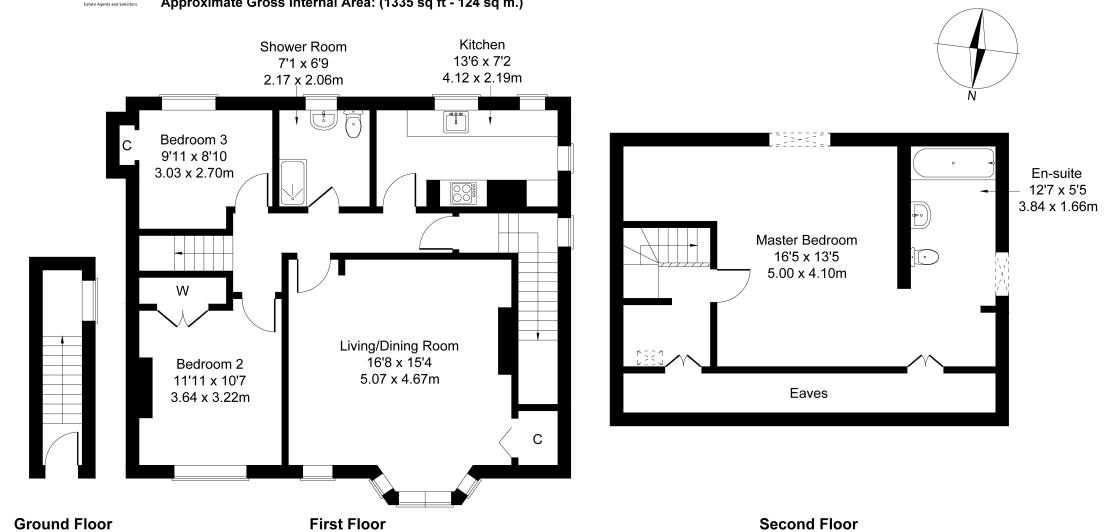 Estate Agents and Solicitors
Approximate Gross Internal Area: (1335 sq ft - 124 sq m.)
Shower Room
7'1 x 6'9
2.17 x 2.06m
Kitchen
13'6 x 7'2
4.12 x 2.19m
N
C
Bedroom 3
9'11 x 8'10
3.03 x 2.70m
En-suite
12'7 x 5'5
3.84 x 1.66m
Master Bedroom
16'5 x 13'5
5.00 x 4.10m
W
Living/Dining Room
16'8 x 15'4
5.07 x 4.67m
Bedroom 2
11'11 x 10'7
3.64 x 3.22m
Eaves
C
Ground Floor
First Floor
Second Floor